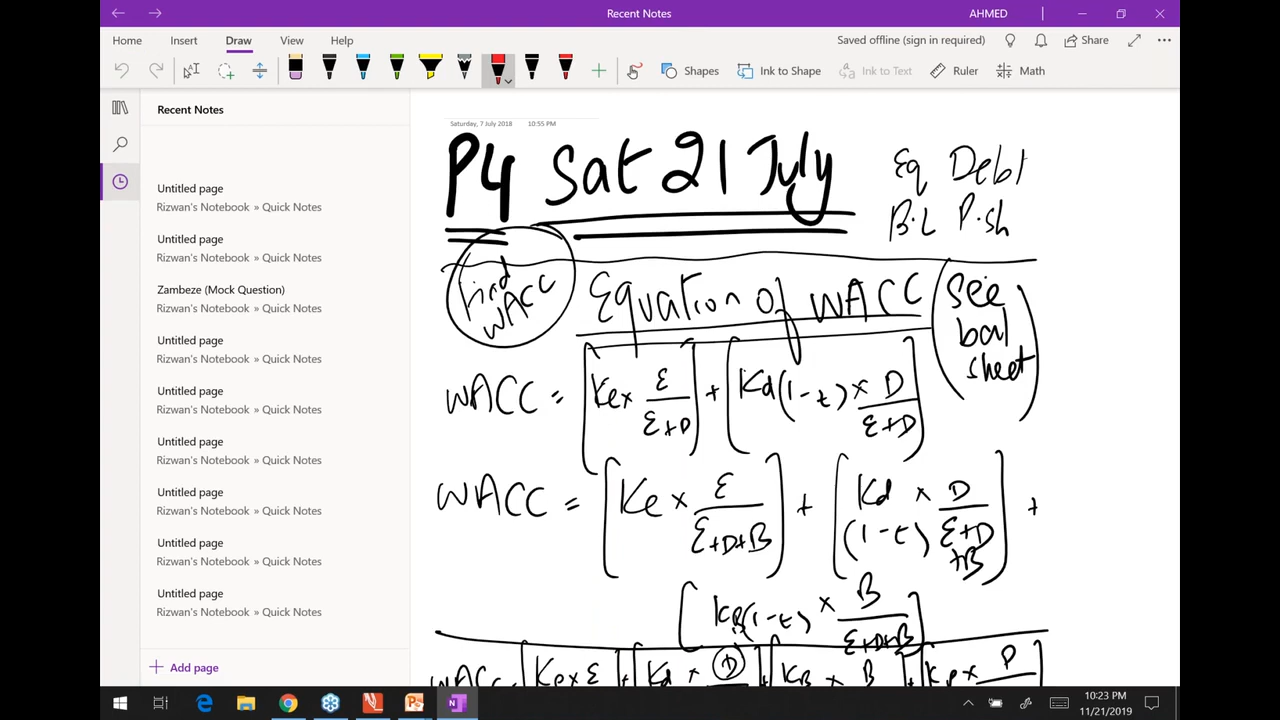 Recent Notes
AHMED
Home Insert Draw View Help
Saved offline (sign in required)
Share
Shapes
Ink to Shape
Ink to Text
Ruler
Math
Recent Notes
Untitled page
Rizwan's Notebook » Quick Notes
Untitled page
Rizwan's Notebook » Quick Notes
Zambeze (Mock Question)
Rizwan's Notebook » Quick Notes
Untitled page
Rizwan's Notebook » Quick Notes
Untitled page
Rizwan's Notebook » Quick Notes
Untitled page
Rizwan's Notebook » Quick Notes
Untitled page
Rizwan's Notebook » Quick Notes
Untitled page
Rizwan's Notebook » Quick Notes
Untitled page
Rizwan's Notebook » Quick Notes
+ Add page
Saturday, 7 July 2018 10:55 PM
P4 Sat 21 July
Eq Debt
B.L P.sh
Find WACC
Equation of WACC
(see bal sheet)
WACC = [Ke × E/(E+D)] + [Kd(1-t) × D/(E+D)]
WACC = [Ke × E/(E+D+B)] + [Kd(1-t) × D/(E+D+B)] +
[KB(1-t) × B/(E+D+B)]
WACC = [Ke × E + [Kd × D + [KB × B + [Kp × P
10:23 PM
11/21/2019